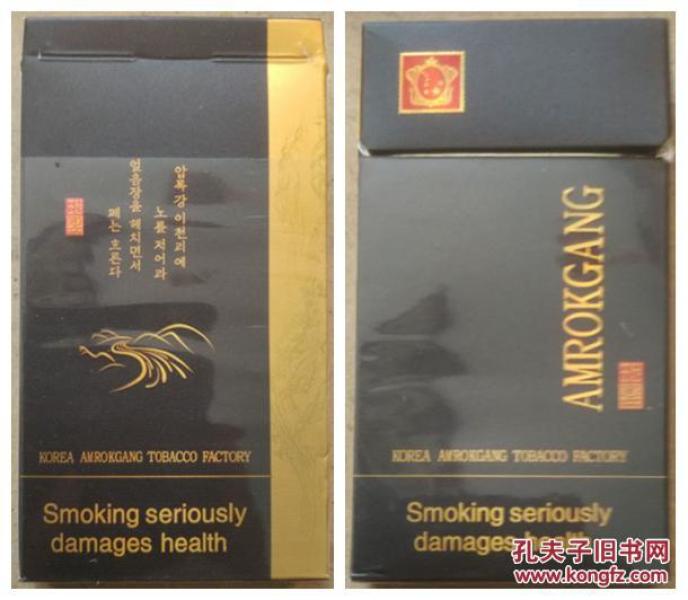 압록강 이천리에
노를 저어라
얼음장을 헤치면서
떼는 흐른다
KOREA AMROKGANG TOBACCO FACTORY
Smoking seriously
damages health
AMROKGANG
KOREA AMROKGANG TOBACCO FACTORY
Smoking seriously
damages health
孔夫子旧书网
www.kongfz.com